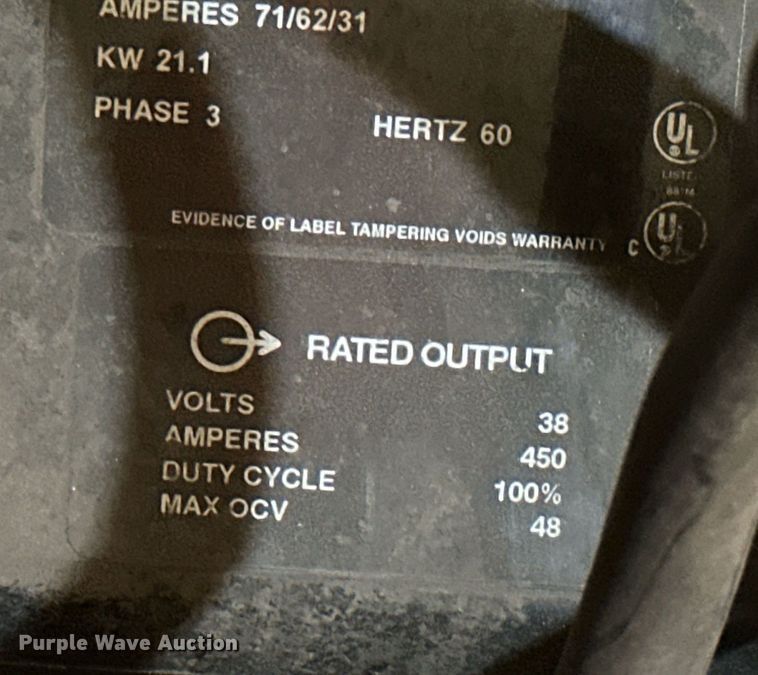 AMPERES 71/62/31
KW 21.1
PHASE 3
HERTZ 60
UL
EVIDENCE OF LABEL TAMPERING VOIDS WARRANTY
C UL
RATED OUTPUT
VOLTS 38
AMPERES 450
DUTY CYCLE 100%
MAX OCV 48
Purple Wave Auction